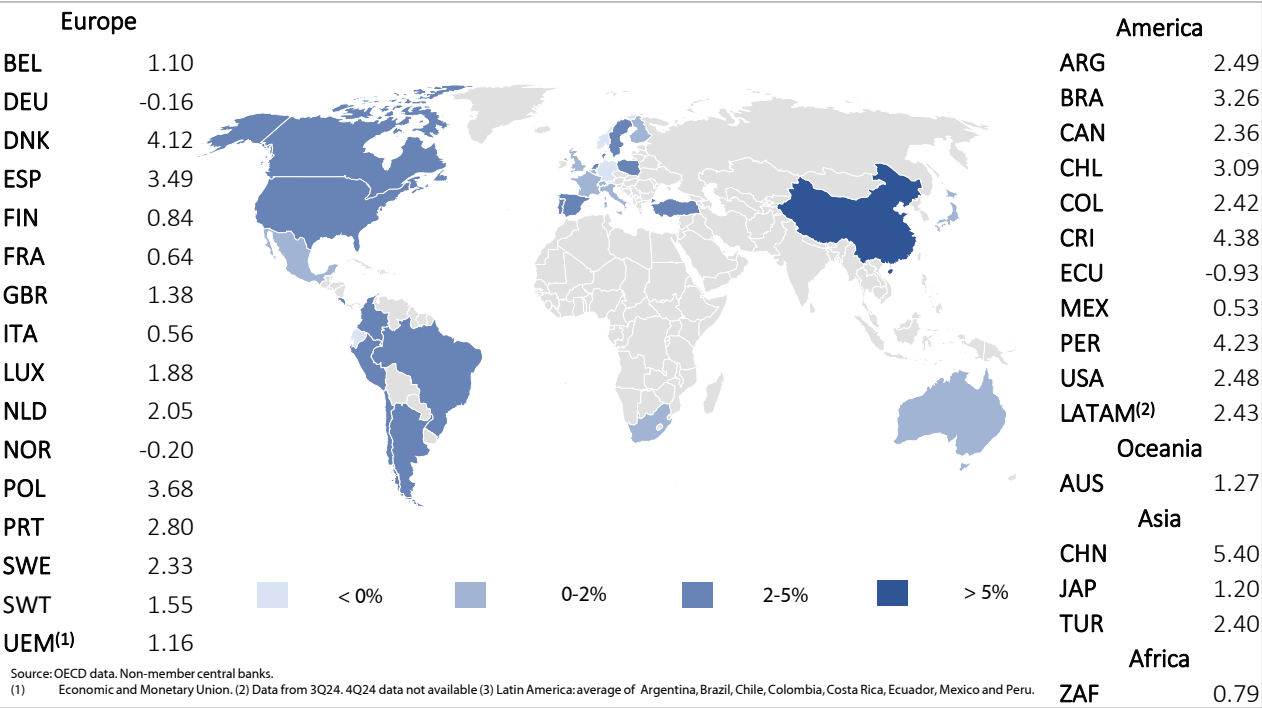 Europe
BEL 1.10
DEU -0.16
DNK 4.12
ESP 3.49
FIN 0.84
FRA 0.64
GBR 1.38
ITA 0.56
LUX 1.88
NLD 2.05
NOR -0.20
POL 3.68
PRT 2.80
SWE 2.33
SWT 1.55
UEM(1) 1.16
America
ARG 2.49
BRA 3.26
CAN 2.36
CHL 3.09
COL 2.42
CRI 4.38
ECU -0.93
MEX 0.53
PER 4.23
USA 2.48
LATAM(2) 2.43
Oceania
AUS 1.27
Asia
CHN 5.40
JAP 1.20
TUR 2.40
Africa
ZAF 0.79
< 0% 0-2% 2-5% > 5%
Source: OECD data. Non-member central banks.
(1) Economic and Monetary Union. (2) Data from 3Q24. 4Q24 data not available (3) Latin America: average of Argentina, Brazil, Chile, Colombia, Costa Rica, Ecuador, Mexico and Peru.